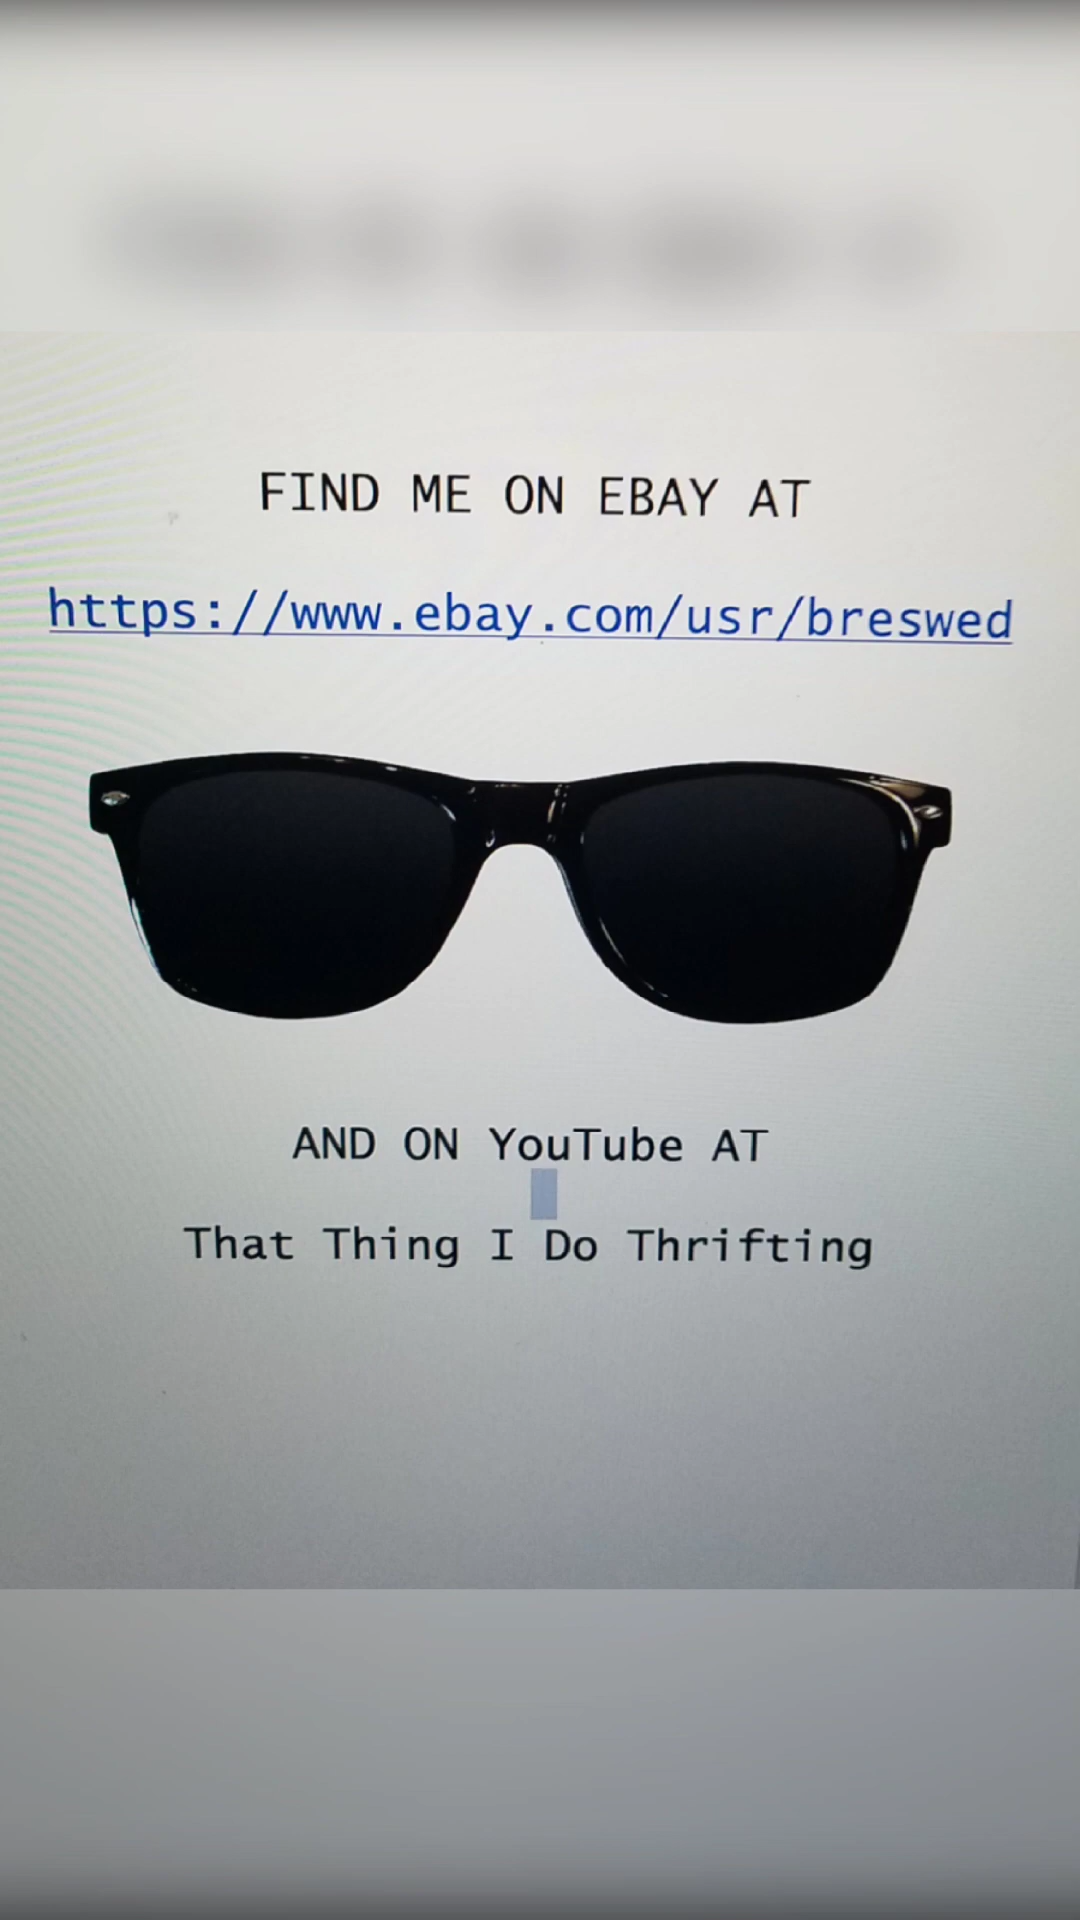 FIND ME ON EBAY AT
https://www.ebay.com/usr/breswed
AND ON YouTube AT
That Thing I Do Thrifting